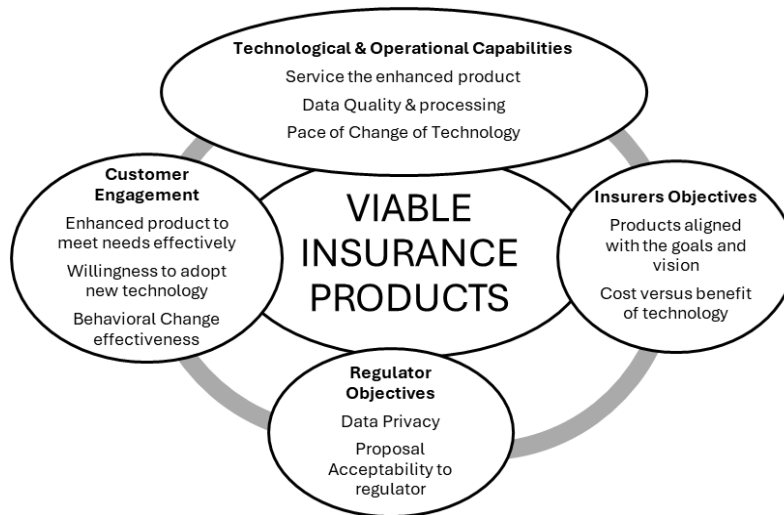 Technological & Operational Capabilities
Service the enhanced product
Data Quality & processing
Pace of Change of Technology
Customer
Engagement
Enhanced product to
meet needs effectively
Willingness to adopt
new technology
Behavioral Change
effectiveness
VIABLE
INSURANCE
PRODUCTS
Insurers Objectives
Products aligned
with the goals and
vision
Cost versus benefit
of technology
Regulator
Objectives
Data Privacy
Proposal
Acceptability to
regulator